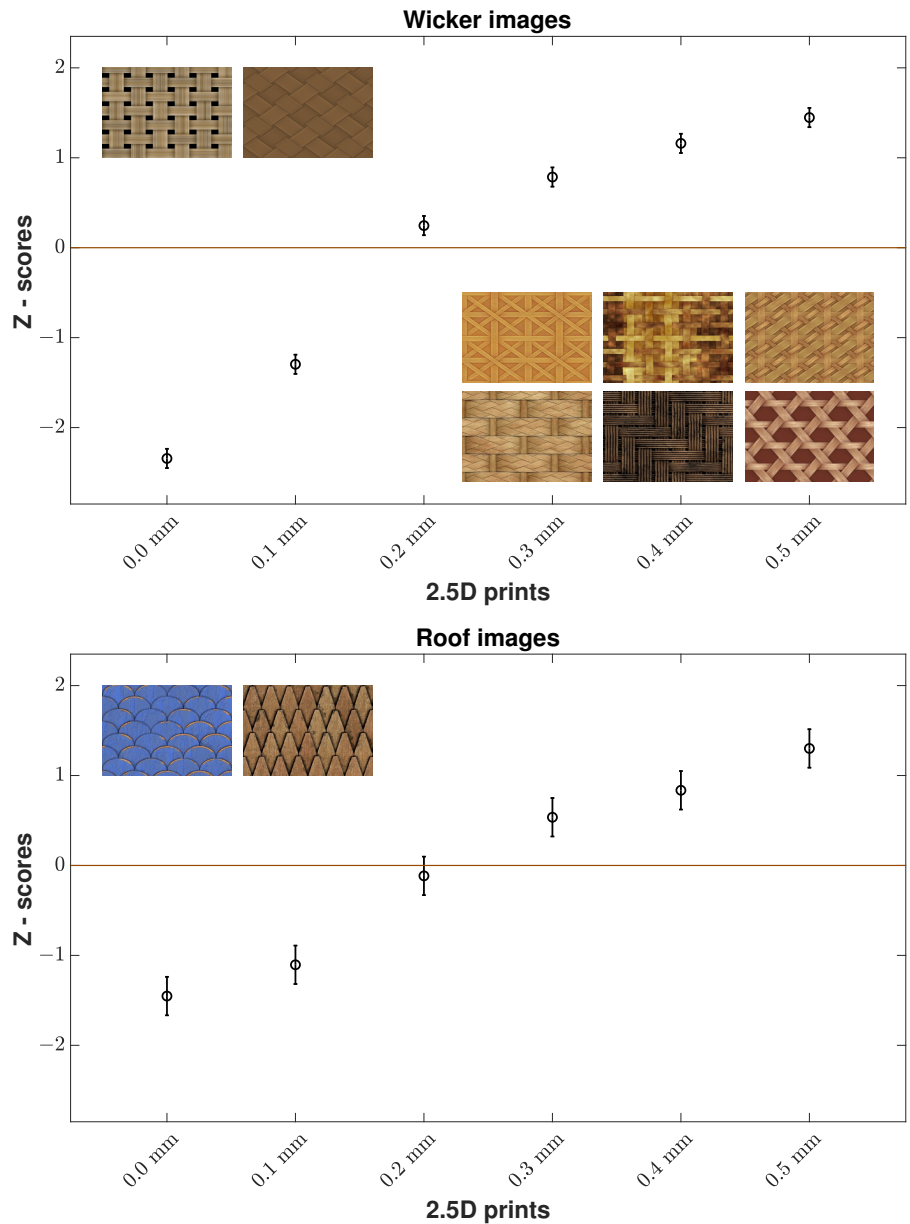 Wicker images
2
1
0
−1
−2
Z - scores
0.0 mm
0.1 mm
0.2 mm
0.3 mm
0.4 mm
0.5 mm
2.5D prints
Roof images
2
1
0
−1
−2
Z - scores
0.0 mm
0.1 mm
0.2 mm
0.3 mm
0.4 mm
0.5 mm
2.5D prints